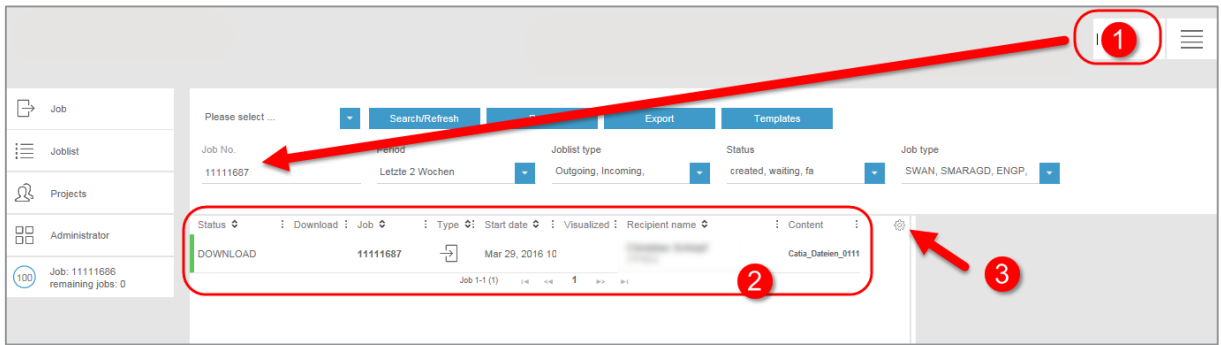 1
Job
Please select ...
Search/Refresh
Export
Templates
Joblist
Job No.
Period
Joblist type
Status
Job type
11111687
Letzte 2 Wochen
Outgoing, Incoming,
created, waiting, fa
SWAN, SMARAGD, ENGP,
Projects
Administrator
Status
Download
Job
Type
Start date
Visualized
Recipient name
Content
DOWNLOAD
11111687
Mar 29, 2016 10
Catia_Dateien_0111
100
Job: 11111686
remaining jobs: 0
Job 1-1 (1)
1
2
3